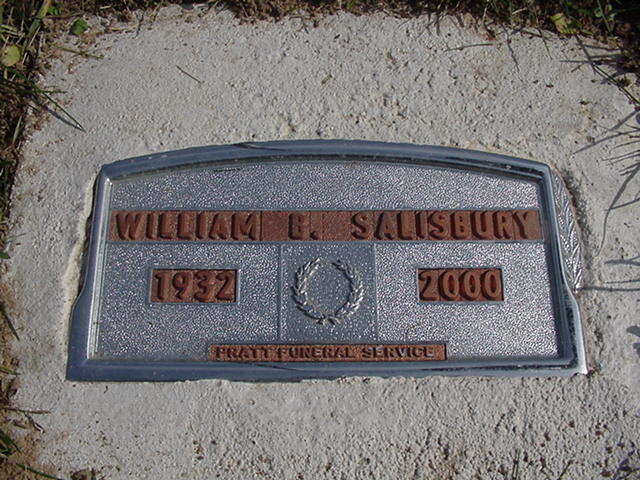 WILLIAM B. SALISBURY
1932 2000
PRATT FUNERAL SERVICE